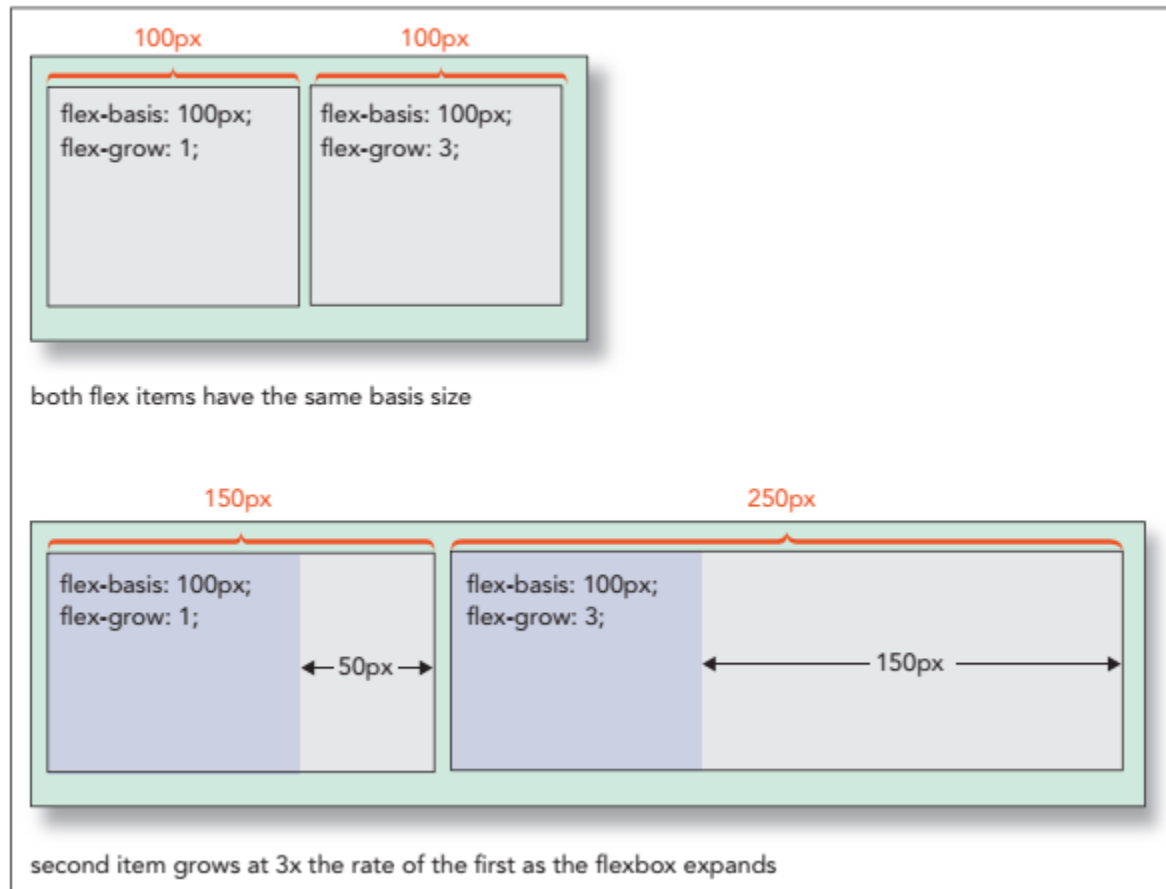 100px 100px
flex-basis: 100px; flex-basis: 100px;
flex-grow: 1; flex-grow: 3;
both flex items have the same basis size
150px 250px
flex-basis: 100px; flex-basis: 100px;
flex-grow: 1; flex-grow: 3;
50px 150px
second item grows at 3x the rate of the first as the flexbox expands